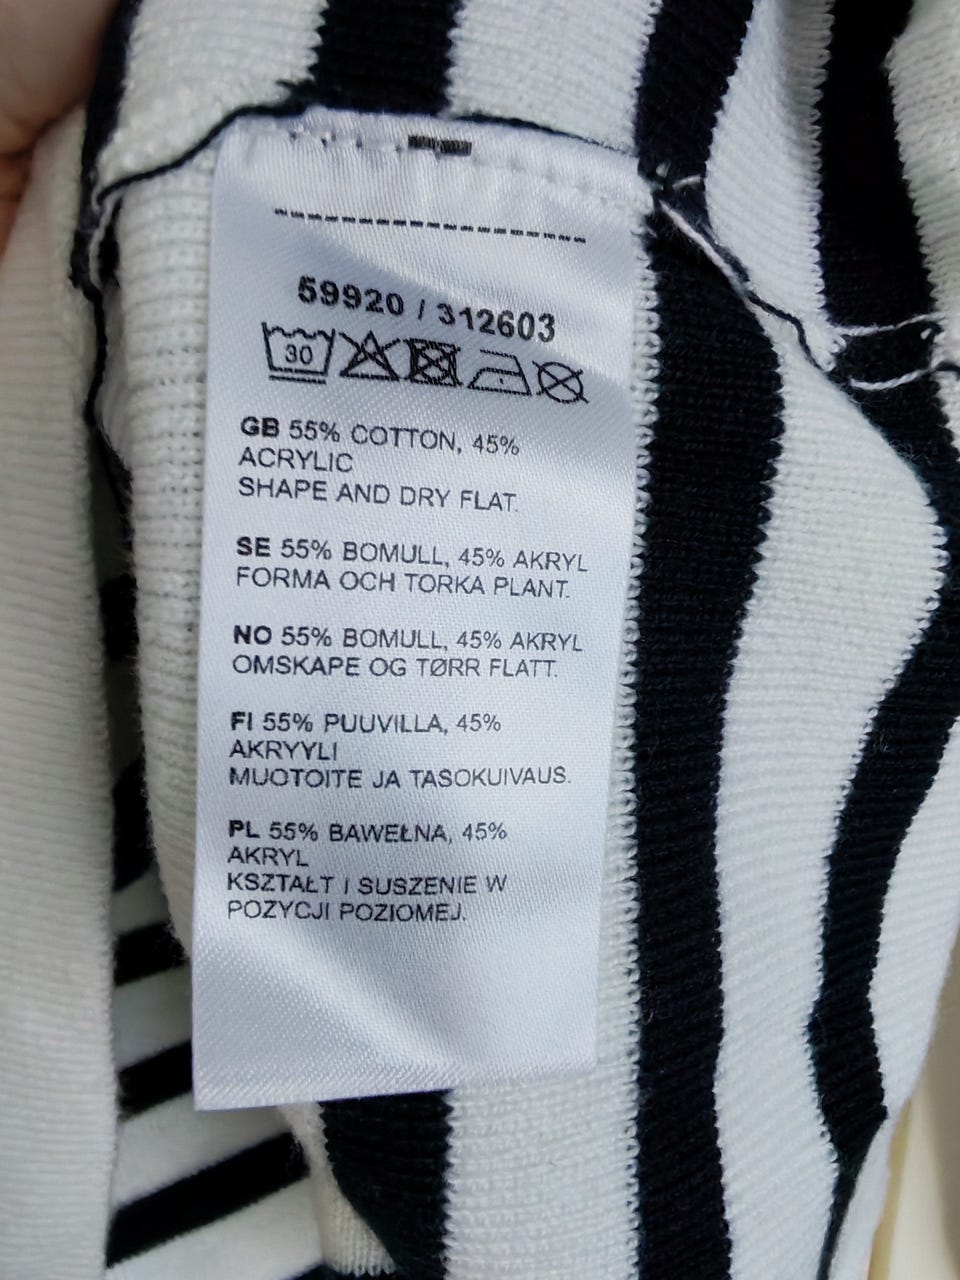 59920 / 312603
30
GB 55% COTTON, 45%
ACRYLIC
SHAPE AND DRY FLAT.
SE 55% BOMULL, 45% AKRYL
FORMA OCH TORKA PLANT.
NO 55% BOMULL, 45% AKRYL
OMSKAPE OG TØRR FLATT.
FI 55% PUUVILLA, 45%
AKRYYLI
MUOTOITE JA TASOKUIVAUS.
PL 55% BAWEŁNA, 45%
AKRYL
KSZTAŁT I SUSZENIE W
POZYCJI POZIOMEJ.